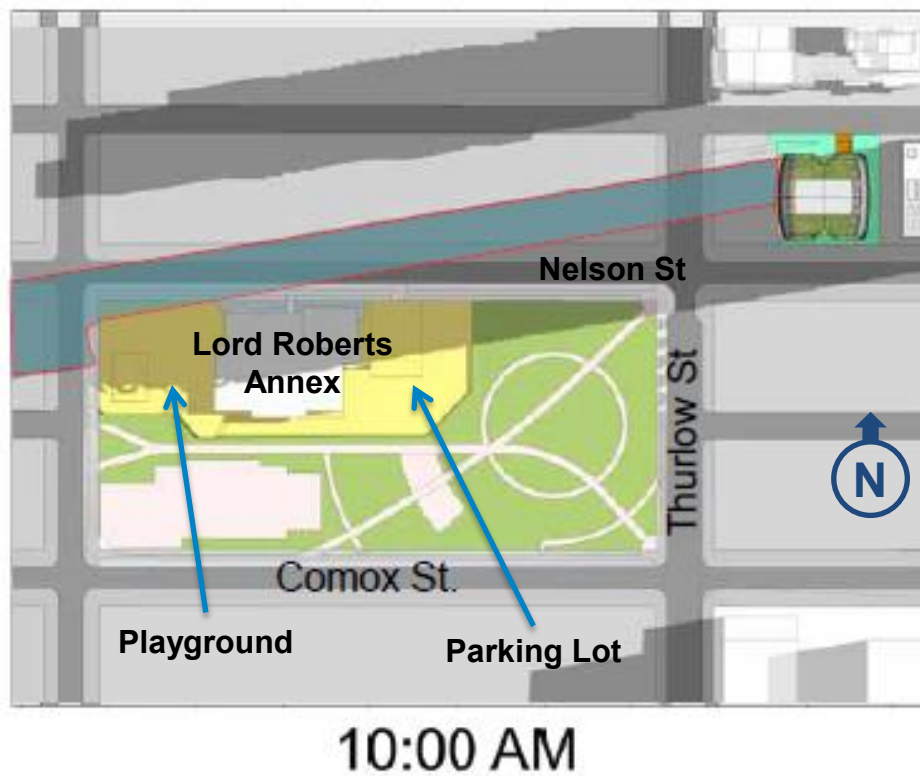 Nelson St
Lord Roberts
Annex
Thurlow St
N
Comox St.
Playground
Parking Lot
10:00 AM